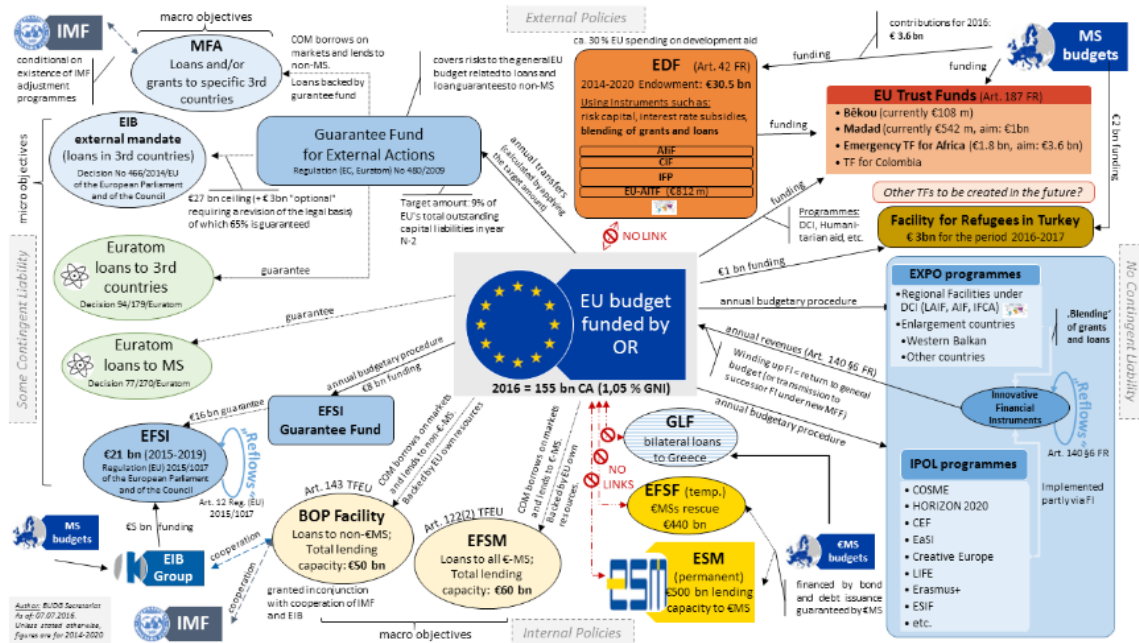 External Policies
macro objectives
IMF
conditional on
existence of IMF
adjustment
programmes
MFA
Loans and/or
grants to specific 3rd
countries
COM borrows on
markets and lends to
non-MS.
Loans backed by
gurantee fund
covers risks to the general EU
budget related to loans and
loan guarantees to non-MS
ca. 30% EU spending on development aid
EDF (Art. 42 FR)
2014-2020 Endowment: €30.5 bn
Using Instruments such as:
risk capital, interest rate subsidies,
blending of grants and loans
AfIF
CIF
IFP
EU-AITF (€812 m)
contributions for 2016:
€ 3.6bn
funding
funding
MS
budgets
EU Trust Funds (Art. 187 FR)
• Bêkou (currently €108 m)
• Madad (currently €542 m, aim: €1bn)
• Emergency TF for Africa (€1.8 bn, aim: €3.6 bn)
• TF for Colombia
funding
funding
€2 bn funding
Other TFs to be created in the future?
Facility for Refugees in Turkey
€ 3bn for the period 2016-2017
Programmes:
DCI, Humani-
tarian aid, etc.
€1 bn funding
micro objectives
EIB
external mandate
(loans in 3rd countries)
Decision No 466/2014/EU
of the European Parliament
and of the Council
Guarantee Fund
for External Actions
Regulation (EC, Euratom) No 480/2009
€27 bn ceiling (+ € 3bn "optional"
requiring a revision of the legal basis)
of which 65% is guaranteed
Target amount: 9% of
EU's total outstanding
capital liabilities in year
N-2
annual transfers
(calculated by applying
the target amount)
NO LINK
Some Contingent Liability
No Contingent Liability
Euratom
loans to 3rd
countries
Decision 94/179/Euratom
guarantee
Euratom
loans to MS
Decision 77/270/Euratom
guarantee
EU budget
funded by
OR
2016 = 155 bn CA (1,05 % GNI)
annual budgetary procedure
EXPO programmes
•Regional Facilities under
DCI (LAIF, AIF, IFCA)
•Enlargement countries
•Western Balkan
•Other countries
‚Blending'
of grants
and loans
annual revenues (Art. 140 §6 FR)
Winding up FI < return to general
budget (or transmission to
successor FI under new MFF)
annual budgetary procedure
Innovative
Financial
Instruments
„Reflows"
Art. 140 §6 FR
Implemented
partly via FI
IPOL programmes
• COSME
• HORIZON 2020
• CEF
• EaSI
• Creative Europe
• LIFE
• Erasmus+
• ESIF
• etc.
annual budgetary procedure
€8 bn funding
€16 bn guarantee
EFSI
Guarantee Fund
EFSI
€21 bn (2015-2019)
Regulation (EU) 2015/1017
of the European Parliament
and of the Council
„Reflows"
Art. 12 Reg. (EU)
2015/1017
€5 bn funding
MS
budgets
EIB
Group
cooperation
cooperation
IMF
COM borrows on markets
and lends to non-€-MS.
Backed by EU own resources
Art. 143 TFEU
BOP Facility
Loans to non-€MS;
Total lending
capacity: €50 bn
granted in conjunction
with cooperation of IMF
and EIB
COM borrows on markets
and lends to €-MS.
Backed by EU own
resources.
Art. 122(2) TFEU
EFSM
Loans to all €-MS;
Total lending
capacity: €60 bn
macro objectives
NO
LINKS
GLF
bilateral loans
to Greece
EFSF (temp.)
€MSs rescue
€440 bn
esm
ESM
(permanent)
€500 bn lending
capacity to €MS
€MS
budgets
financed by bond
and debt issuance
guaranteed by €MS
Internal Policies
Author: BUDG Secretariat
As of: 07.07.2016.
Unless stated otherwise,
figures are for 2014-2020